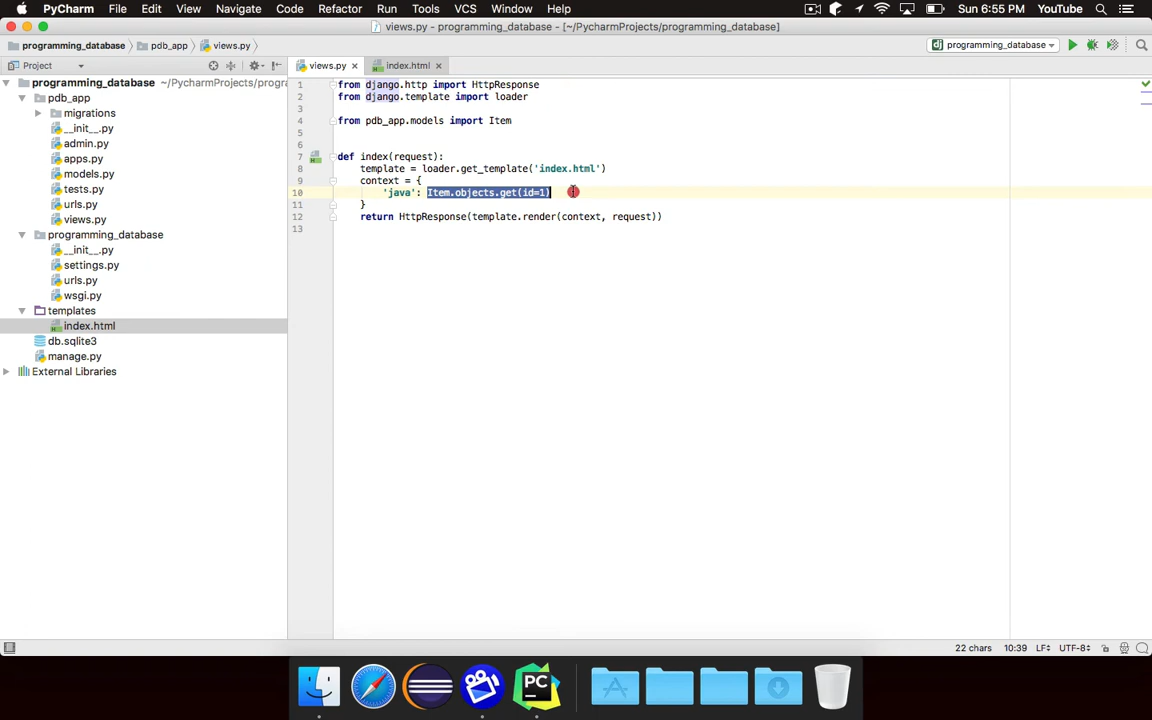 PyCharm File Edit View Navigate Code Refactor Run Tools VCS Window Help Sun 6:55 PM YouTube
views.py - programming_database - [~/PycharmProjects/programming_database]
programming_database pdb_app views.py programming_database
Project views.py index.html
programming_database ~/PycharmProjects/progra
pdb_app
migrations
__init__.py
admin.py
apps.py
models.py
tests.py
urls.py
views.py
programming_database
__init__.py
settings.py
urls.py
wsgi.py
templates
index.html
db.sqlite3
manage.py
External Libraries
1 from django.http import HttpResponse
2 from django.template import loader
3
4 from pdb_app.models import Item
5
6
7 def index(request):
8 template = loader.get_template('index.html')
9 context = {
10 'java': Item.objects.get(id=1)
11 }
12 return HttpResponse(template.render(context, request))
13
22 chars 10:39 LF÷ UTF-8÷
PC